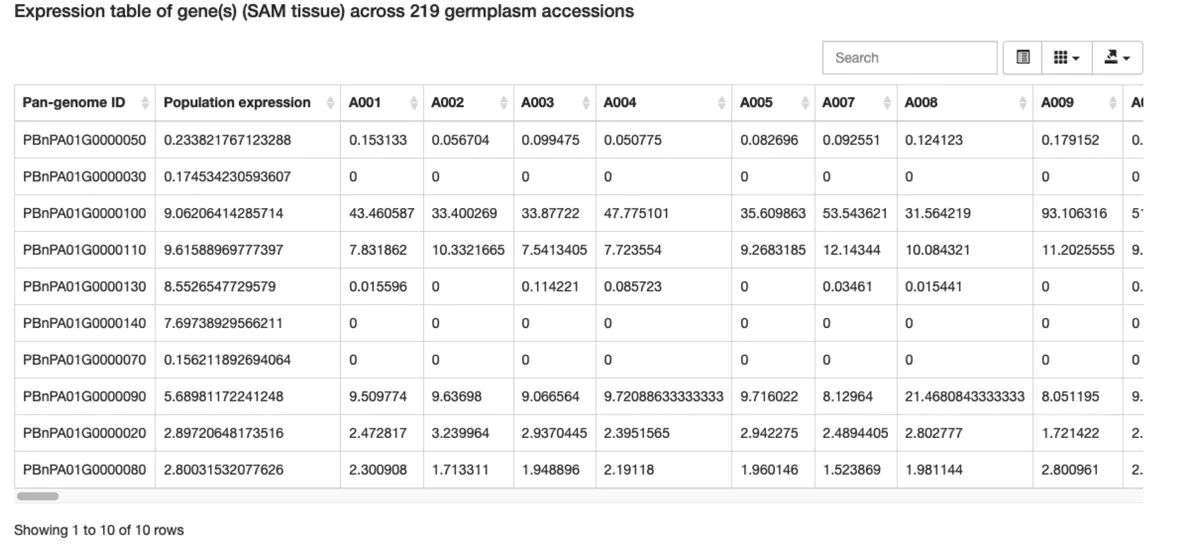 Expression table of gene(s) (SAM tissue) across 219 germplasm accessions
Search
Pan-genome ID Population expression A001 A002 A003 A004 A005 A007 A008 A009
PBnPA01G0000050 0.233821767123288 0.153133 0.056704 0.099475 0.050775 0.082696 0.092551 0.124123 0.179152 0.
PBnPA01G0000030 0.174534230593607 0 0 0 0 0 0 0 0 0
PBnPA01G0000100 9.06206414285714 43.460587 33.400269 33.87722 47.775101 35.609863 53.543621 31.564219 93.106316
PBnPA01G0000110 9.61588969777397 7.831862 10.3321665 7.5413405 7.723554 9.2683185 12.14344 10.084321 11.2025555 9.
PBnPA01G0000130 8.5526547729579 0.015596 0 0.114221 0.085723 0 0.03461 0.015441 0 0.
PBnPA01G0000140 7.69738929566211 0 0 0 0 0 0 0 0 0
PBnPA01G0000070 0.156211892694064 0 0 0 0 0 0 0 0 0
PBnPA01G0000090 5.68981172241248 9.509774 9.63698 9.066564 9.72088633333333 9.716022 8.12964 21.4680843333333 8.051195 9.
PBnPA01G0000020 2.89720648173516 2.472817 3.239964 2.9370445 2.3951565 2.942275 2.4894405 2.802777 1.721422 2.
PBnPA01G0000080 2.80031532077626 2.300908 1.713311 1.948896 2.19118 1.960146 1.523869 1.981144 2.800961 2.
Showing 1 to 10 of 10 rows